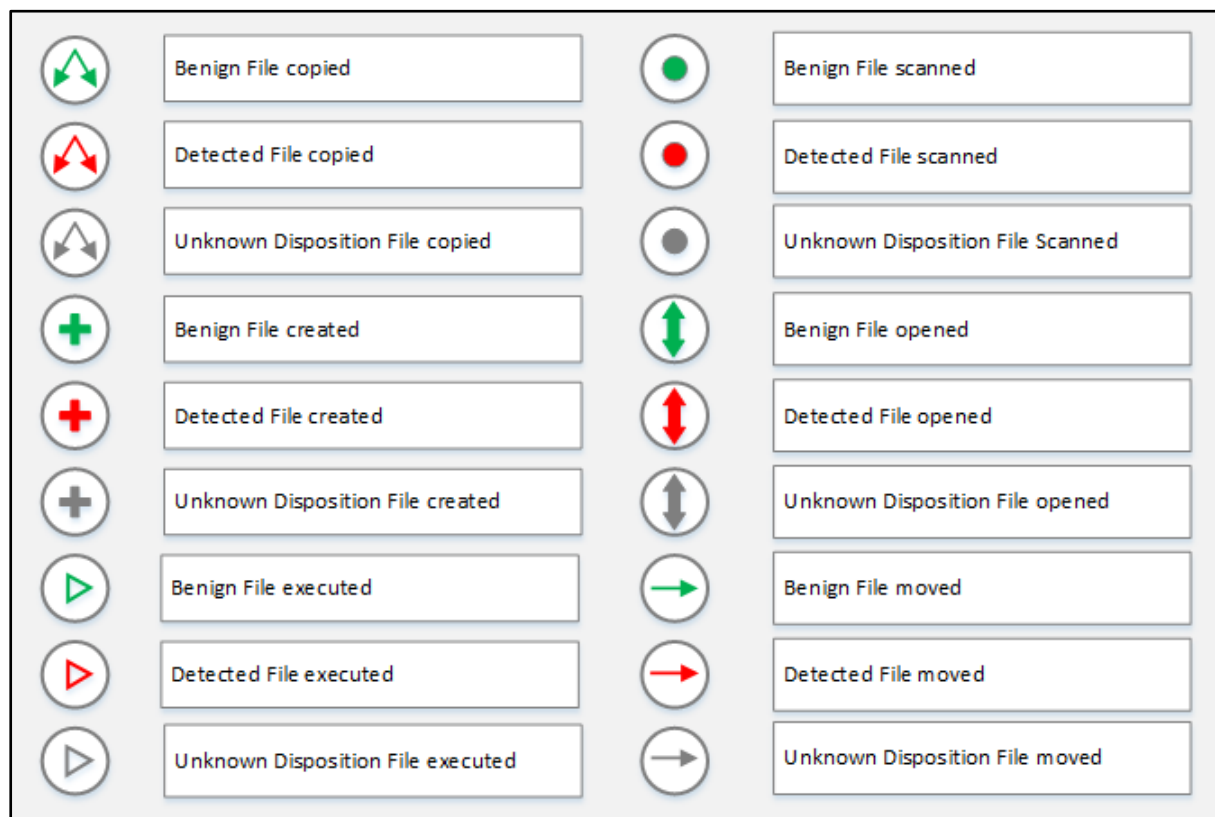 Benign File copied
Detected File copied
Unknown Disposition File copied
Benign File created
Detected File created
Unknown Disposition File created
Benign File executed
Detected File executed
Unknown Disposition File executed
Benign File scanned
Detected File scanned
Unknown Disposition File Scanned
Benign File opened
Detected File opened
Unknown Disposition File opened
Benign File moved
Detected File moved
Unknown Disposition File moved